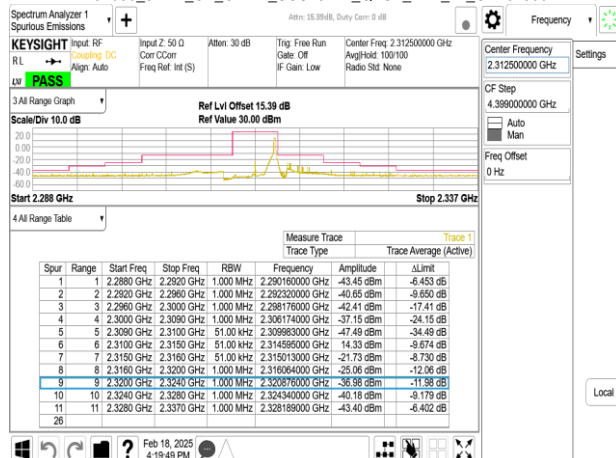 Spectrum Analyzer 1
Spurious Emissions
Attn: 15.39dB, Duty Corr: 0 dB
Frequency
KEYSIGHT Input: RF Input Z: 50 Ω Atten: 30 dB Trig: Free Run Center Freq: 2.312500000 GHz
RL Coupling: DC Corr CCorr Gate: Off Avg|Hold: 100/100
Align: Auto Freq Ref: Int (S) IF Gain: Low Radio Std: None
LXI PASS
Center Frequency
2.312500000 GHz
Settings
CF Step
4.399000000 GHz
Auto
Man
Freq Offset
0 Hz
3 All Range Graph
Ref Lvl Offset 15.39 dB
Scale/Div 10.0 dB Ref Value 30.00 dBm
20.0
0.00
-20.0
-40.0
-60.0
Start 2.288 GHz Stop 2.337 GHz
4 All Range Table
Measure Trace Trace 1
Trace Type Trace Average (Active)
Spur Range Start Freq Stop Freq RBW Frequency Amplitude ΔLimit
1 1 2.2880 GHz 2.2920 GHz 1.000 MHz 2.290160000 GHz -43.45 dBm -6.453 dB
2 2 2.2920 GHz 2.2960 GHz 1.000 MHz 2.292320000 GHz -40.65 dBm -9.650 dB
3 3 2.2960 GHz 2.3000 GHz 1.000 MHz 2.298176000 GHz -42.41 dBm -17.41 dB
4 4 2.3000 GHz 2.3090 GHz 1.000 MHz 2.306174000 GHz -37.15 dBm -24.15 dB
5 5 2.3090 GHz 2.3100 GHz 51.00 kHz 2.309983000 GHz -47.49 dBm -34.49 dB
6 6 2.3100 GHz 2.3150 GHz 51.00 kHz 2.314595000 GHz 14.33 dBm -9.674 dB
7 7 2.3150 GHz 2.3160 GHz 51.00 kHz 2.315013000 GHz -21.73 dBm -8.730 dB
8 8 2.3160 GHz 2.3200 GHz 1.000 MHz 2.316064000 GHz -25.06 dBm -12.06 dB
9 9 2.3200 GHz 2.3240 GHz 1.000 MHz 2.320876000 GHz -36.98 dBm -11.98 dB
10 10 2.3240 GHz 2.3280 GHz 1.000 MHz 2.324340000 GHz -40.18 dBm -9.179 dB
11 11 2.3280 GHz 2.3370 GHz 1.000 MHz 2.328189000 GHz -43.40 dBm -6.402 dB
26
Local
? Feb 18, 2025
4:19:49 PM